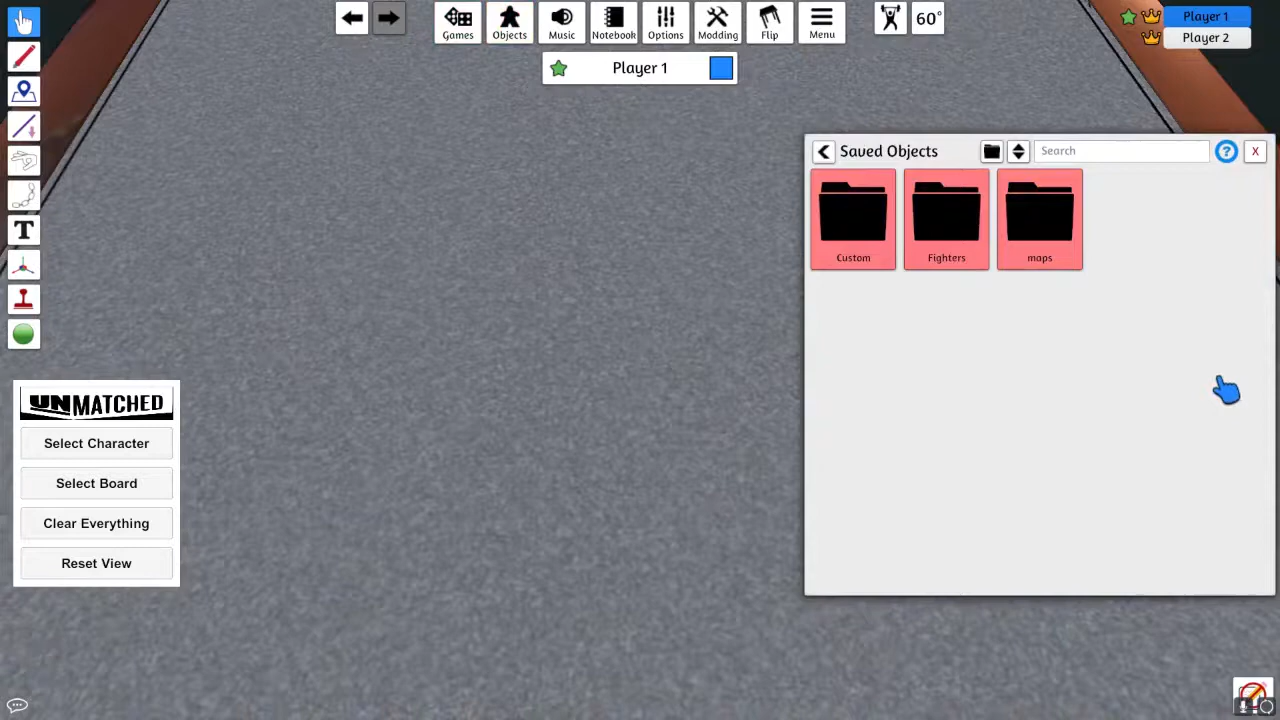 Games
Objects
Music
Notebook
Options
Modding
Flip
Menu
60°
Player 1
Player 2
Player 1
Saved Objects
Search
?
X
Custom
Fighters
maps
T
UNMATCHED
Select Character
Select Board
Clear Everything
Reset View